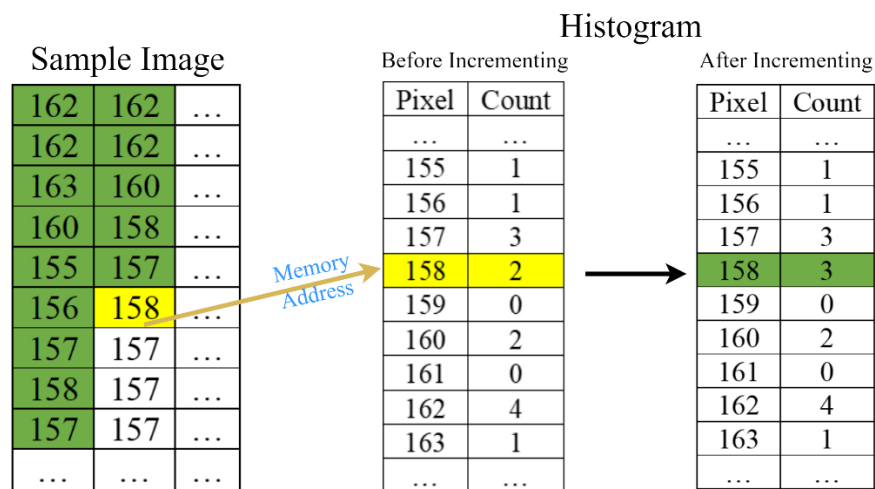 Histogram
Sample Image
Before Incrementing
After Incrementing
162 162 ...
162 162 ...
163 160 ...
160 158 ...
155 157 ...
156 158 ...
157 157 ...
158 157 ...
157 157 ...
... ... ...
Memory
Address
Pixel Count
... ...
155 1
156 1
157 3
158 2
159 0
160 2
161 0
162 4
163 1
... ...
Pixel Count
... ...
155 1
156 1
157 3
158 3
159 0
160 2
161 0
162 4
163 1
... ...